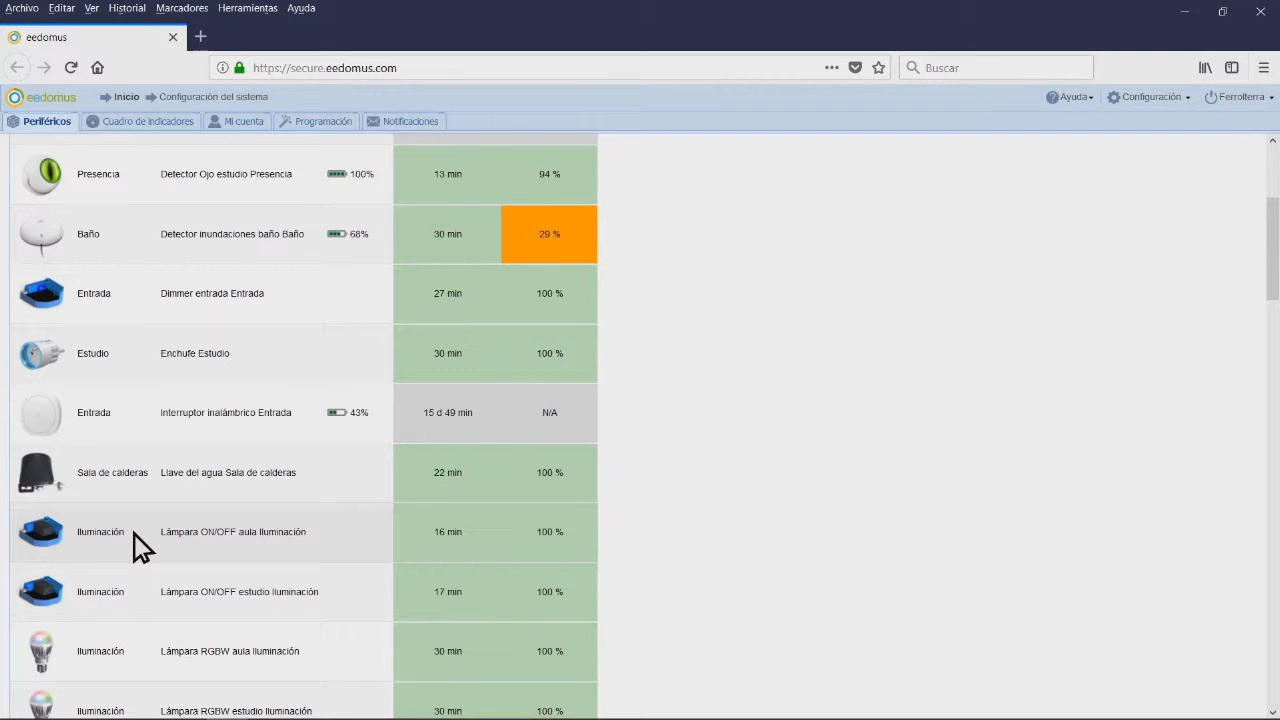 Archivo Editar Ver Historial Marcadores Herramientas Ayuda
eedomus
https://secure.eedomus.com
Buscar
eedomus Inicio Configuración del sistema Ayuda Configuración Ferrolterra
Periféricos Cuadro de indicadores Mi cuenta Programación Notificaciones
Presencia Detector Ojo estudio Presencia 100% 13 min 94 %
Baño Detector inundaciones baño Baño 68% 30 min 29 %
Entrada Dimmer entrada Entrada 27 min 100 %
Estudio Enchufe Estudio 30 min 100 %
Entrada Interruptor inalámbrico Entrada 43% 15 d 49 min N/A
Sala de calderas Llave del agua Sala de calderas 22 min 100 %
Iluminación Lámpara ON/OFF aula Iluminación 16 min 100 %
Iluminación Lámpara ON/OFF estudio Iluminación 17 min 100 %
Iluminación Lámpara RGBW aula Iluminación 30 min 100 %
Iluminación Lámpara RGBW estudio Iluminación 30 min 100 %